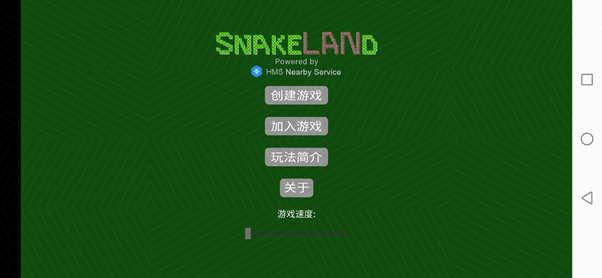 SNAKELAND
Powered by
HMS Nearby Service
创建游戏
加入游戏
玩法简介
关于
游戏速度: